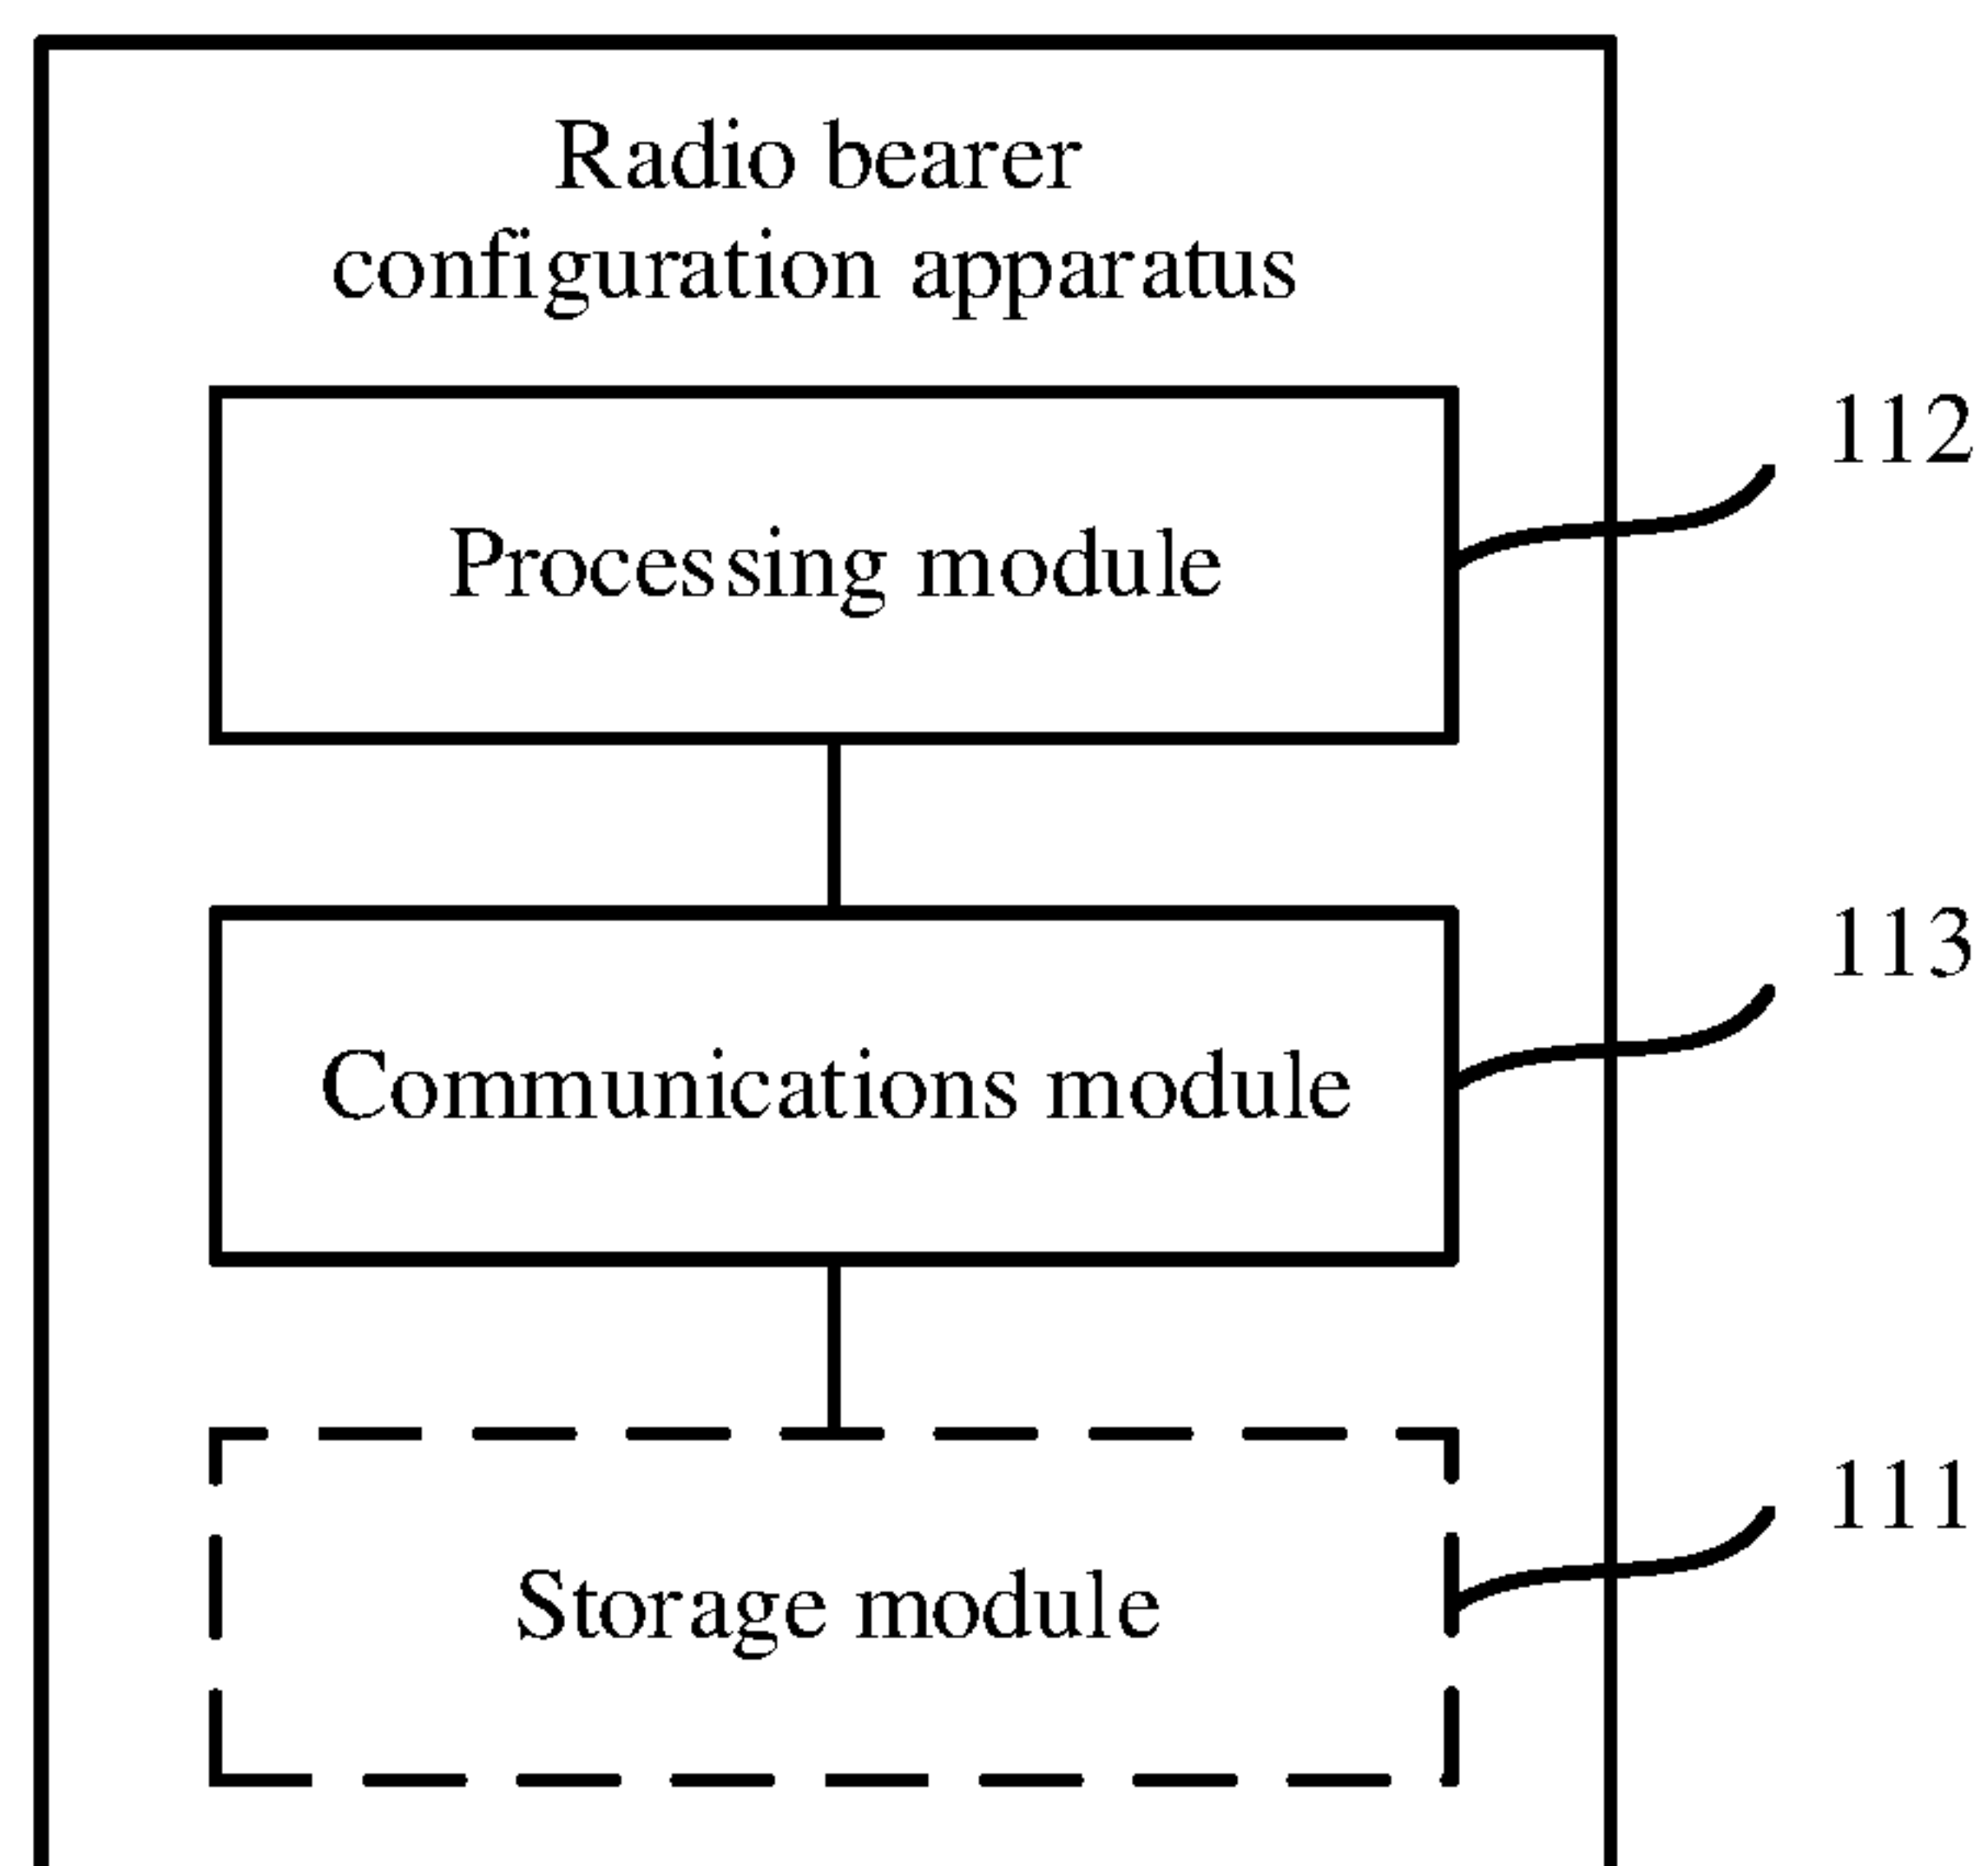 Radio bearer
configuration apparatus
112
Processing module
113
Communications module
111
Storage module